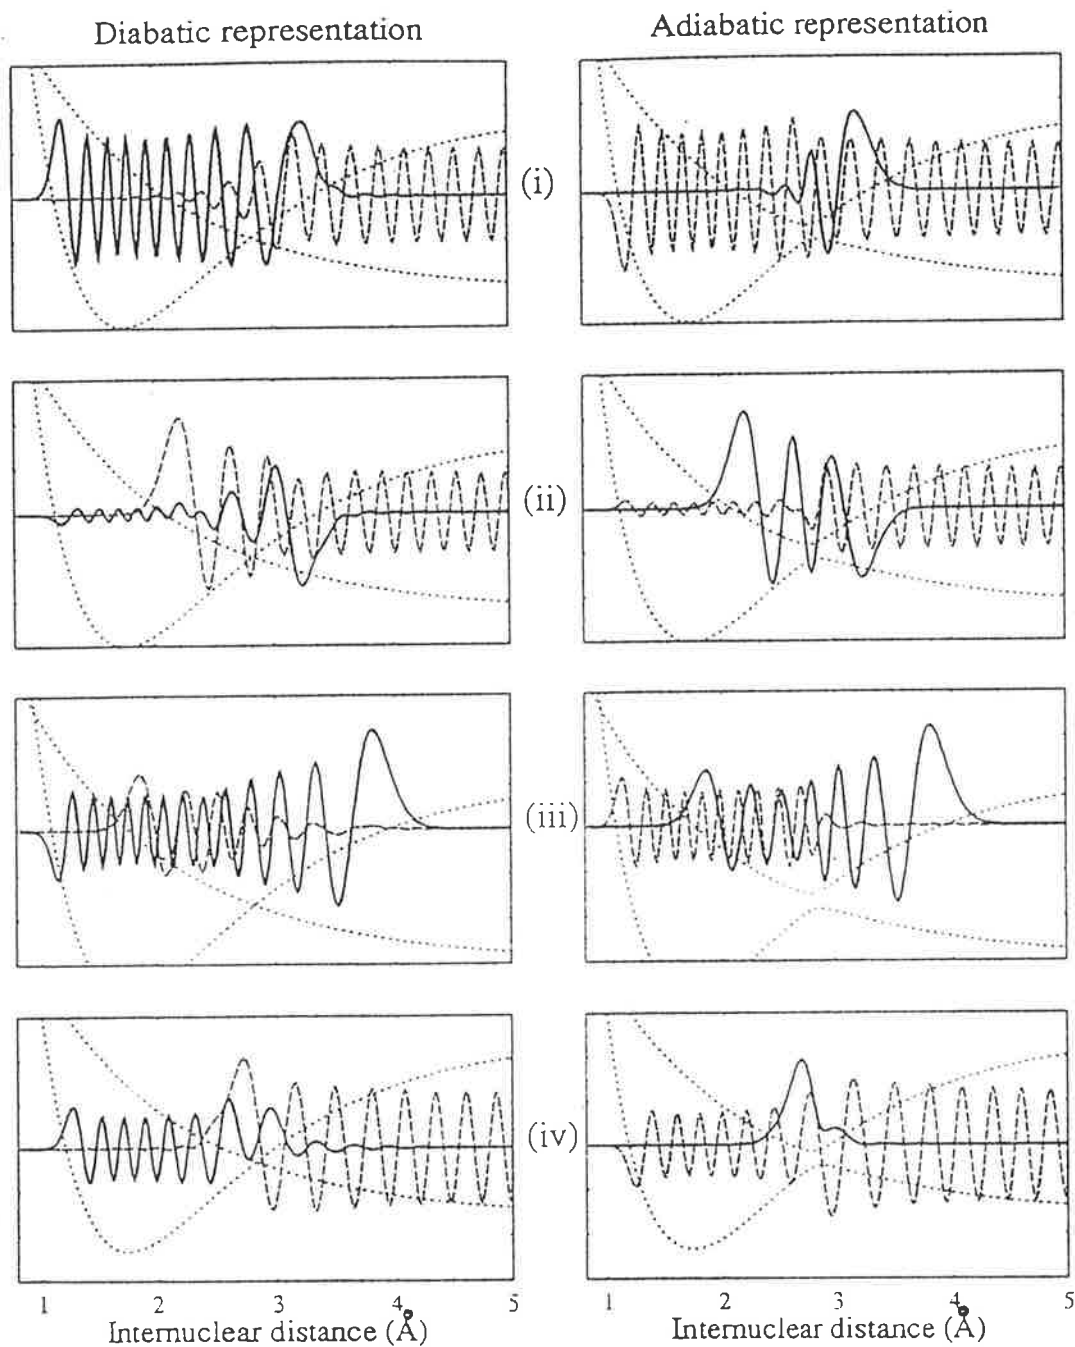 Diabatic representation
Adiabatic representation
(i)
(ii)
(iii)
(iv)
1 2 3 4 5
1 2 3 4 5
Internuclear distance (Å)
Internuclear distance (Å)